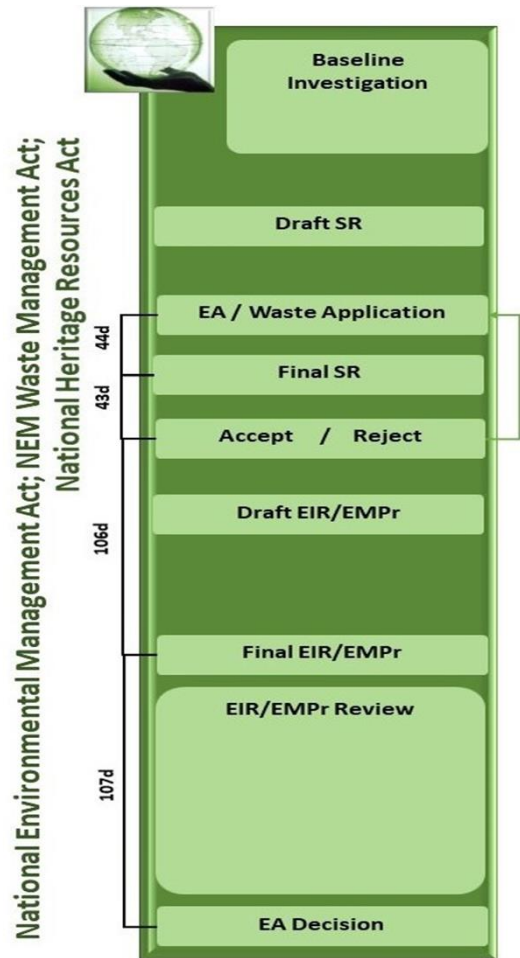 National Environmental Management Act; NEM Waste Management Act;
National Heritage Resources Act
Baseline
Investigation
Draft SR
EA / Waste Application
44d
Final SR
43d
Accept / Reject
106d
Draft EIR/EMPr
Final EIR/EMPr
EIR/EMPr Review
107d
EA Decision